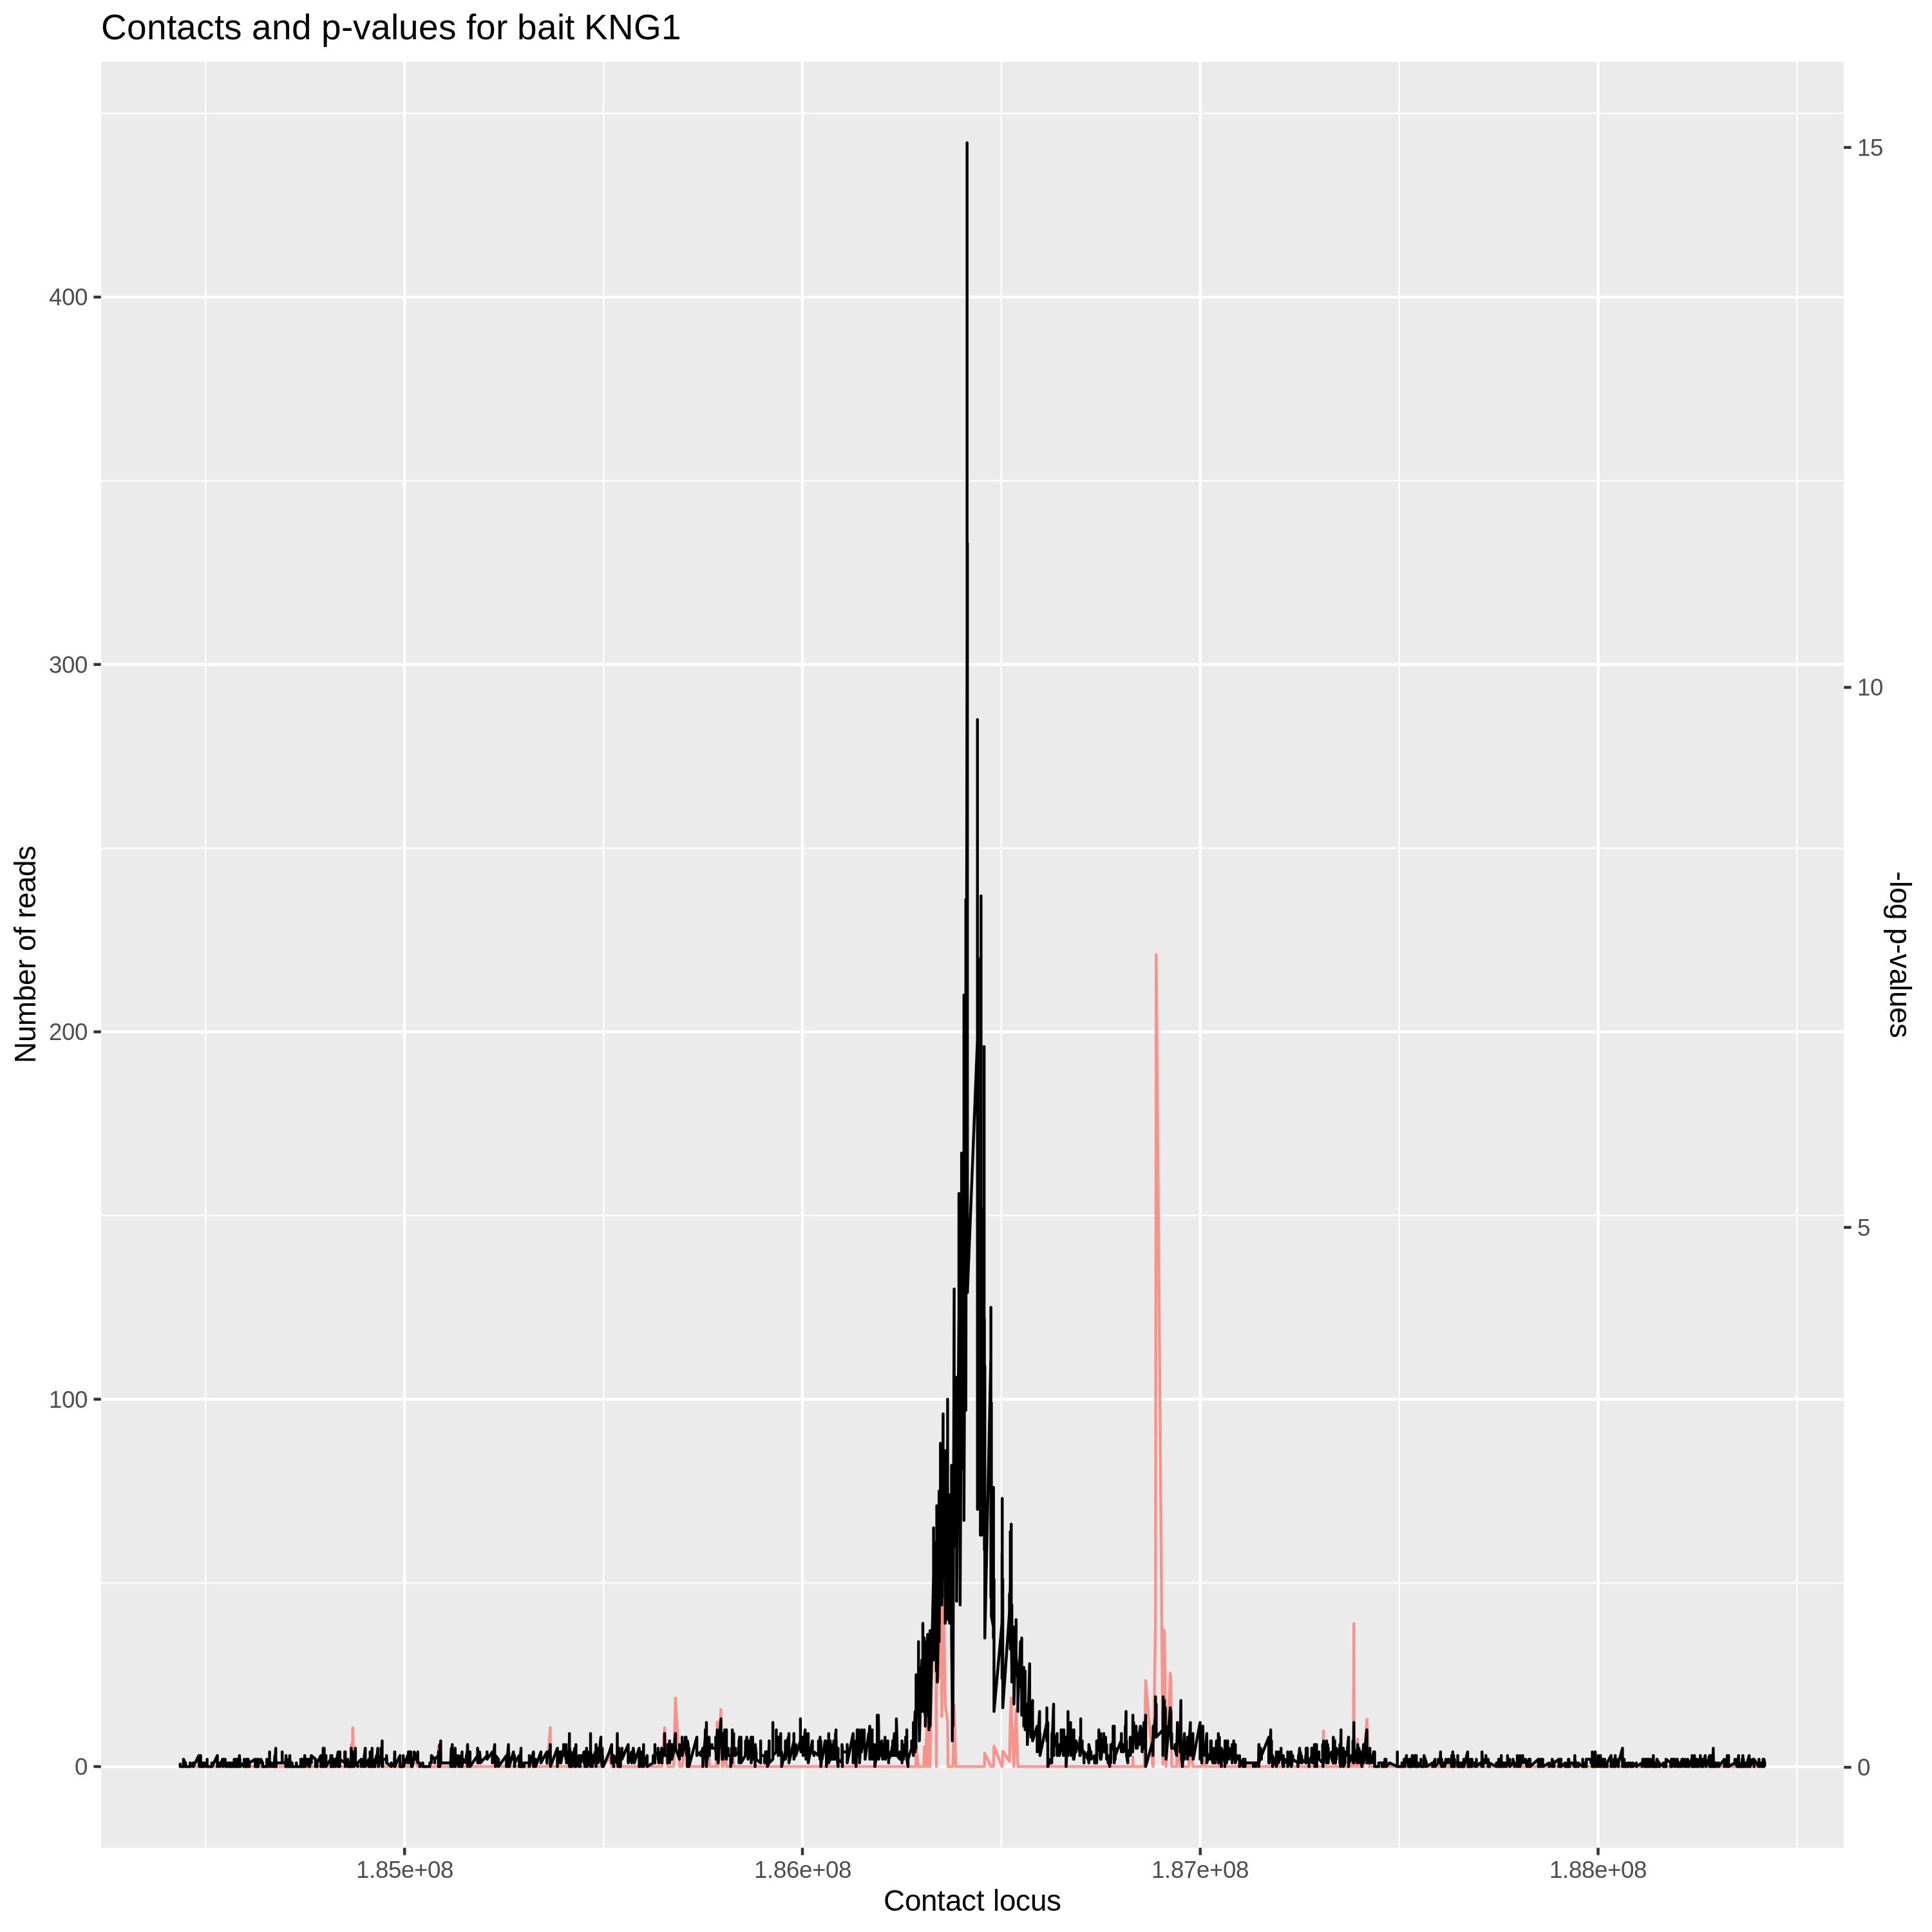 Contacts and p-values for bait KNG1
Number of reads
400
300
200
100
0
15
10
5
0
-log p-values
1.85e+08
1.86e+08
1.87e+08
1.88e+08
Contact locus